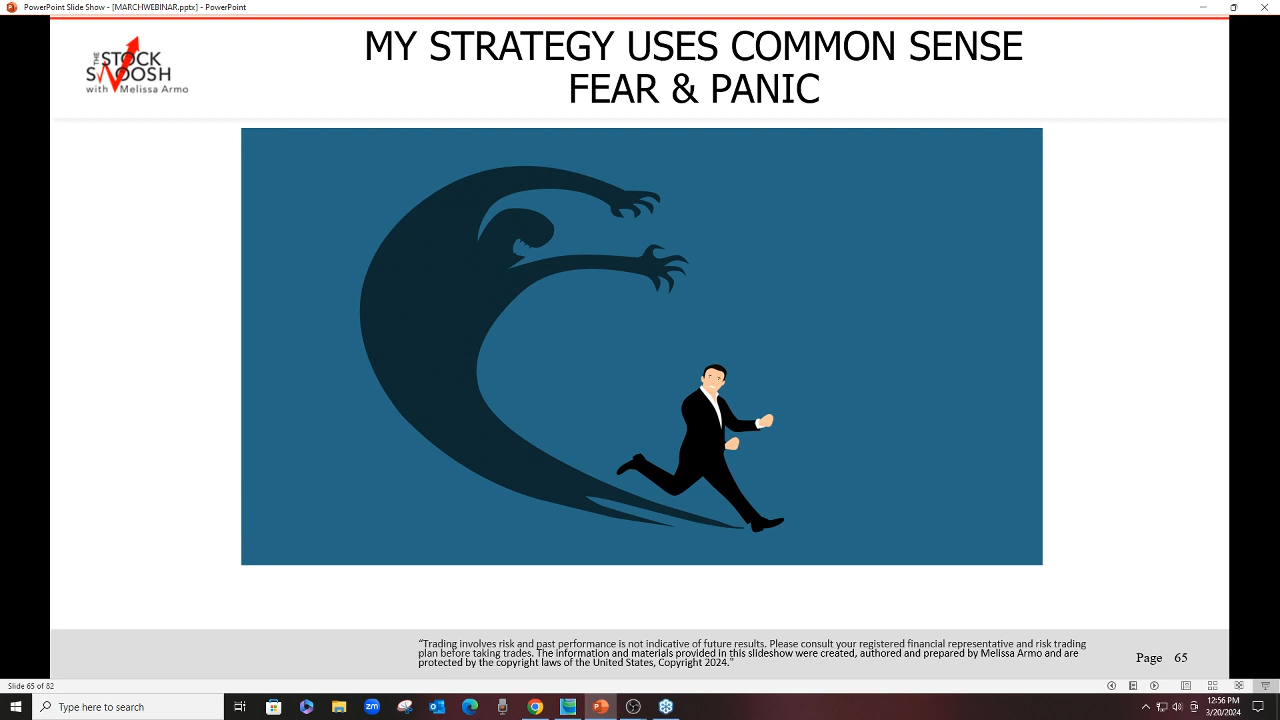 PowerPoint Slide Show - [MARCHWEBINAR.pptx] - PowerPoint
THE STOCK
SWOOSH
with Melissa Armo
MY STRATEGY USES COMMON SENSE
FEAR & PANIC
“Trading involves risk and past performance is not indicative of future results. Please consult your registered financial representative and risk trading
plan before taking trades. The information and materials provided in this slideshow were created, authored and prepared by Melissa Armo and are
protected by the copyright laws of the United States, Copyright 2024.”
Page 65
Slide 65 of 82
Type here to search
zm
12:56 PM
3/20/2024